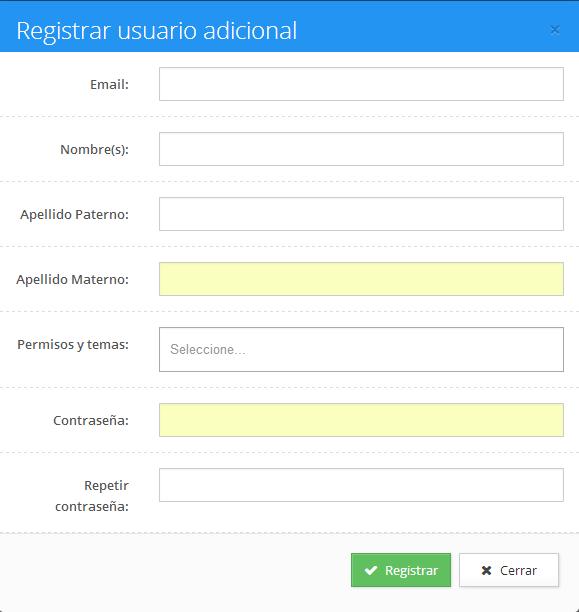 Registrar usuario adicional ×
Email:
Nombre(s):
Apellido Paterno:
Apellido Materno:
Permisos y temas: Seleccione...
Contraseña:
Repetir
contraseña:
Registrar Cerrar